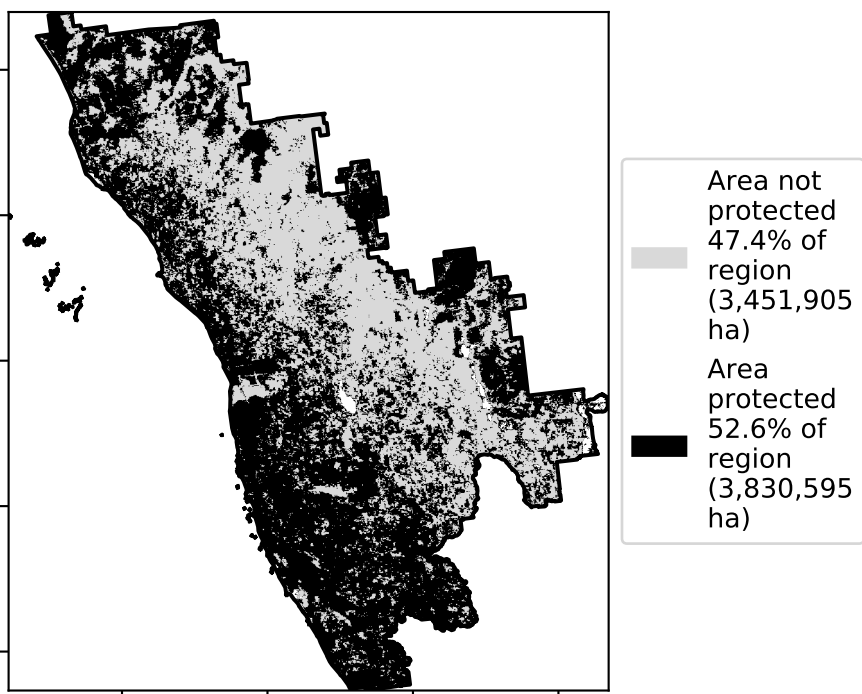 Area not
protected
47.4% of
region
(3,451,905
ha)
Area
protected
52.6% of
region
(3,830,595
ha)